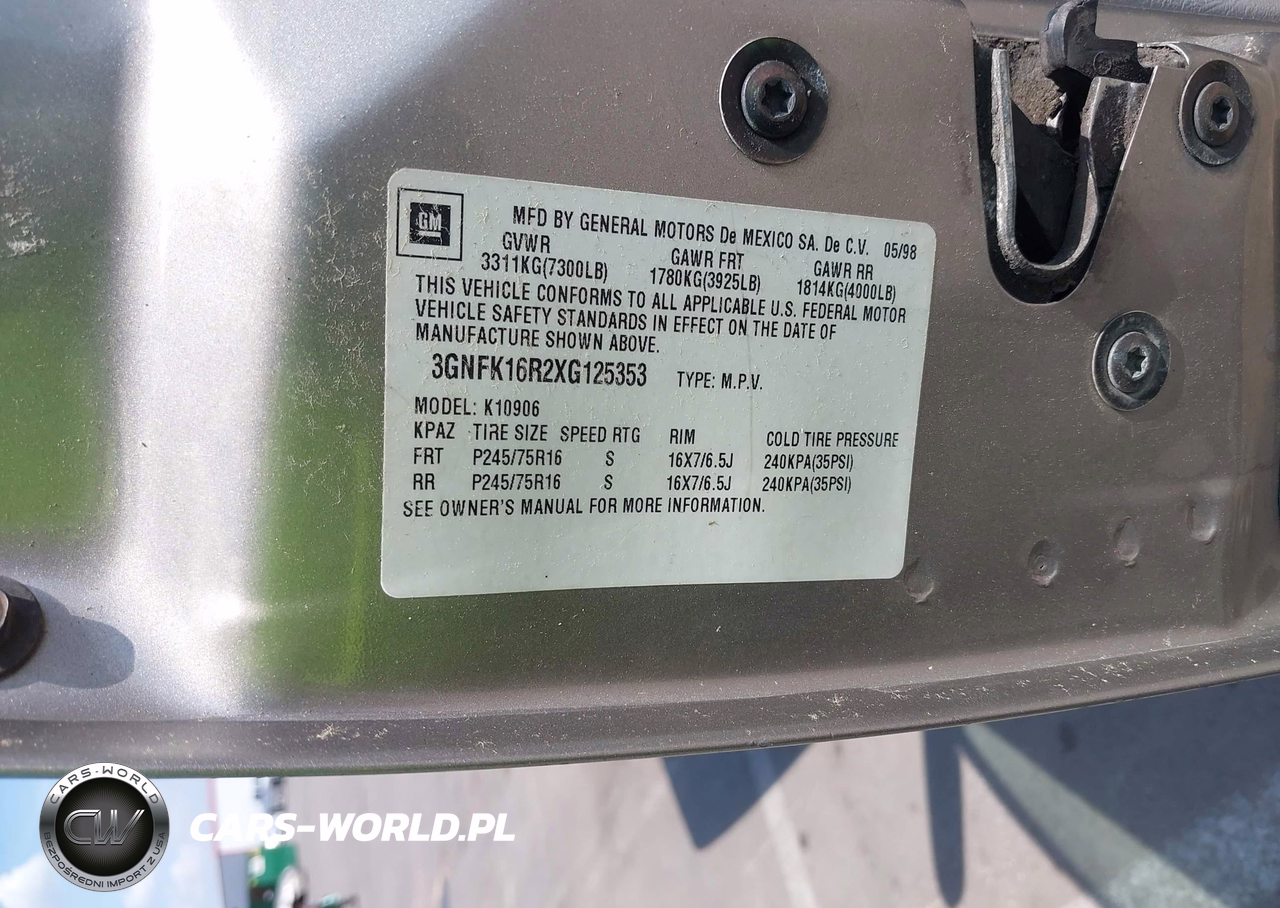 GM
MFD BY GENERAL MOTORS De MEXICO SA. De C.V. 05/98
GVWR GAWR FRT GAWR RR
3311KG(7300LB) 1780KG(3925LB) 1814KG(4000LB)
THIS VEHICLE CONFORMS TO ALL APPLICABLE U.S. FEDERAL MOTOR
VEHICLE SAFETY STANDARDS IN EFFECT ON THE DATE OF
MANUFACTURE SHOWN ABOVE.
3GNFK16R2XG125353 TYPE: M.P.V.
MODEL: K10906
KPAZ TIRE SIZE SPEED RTG RIM COLD TIRE PRESSURE
FRT P245/75R16 S 16X7/6.5J 240KPA(35PSI)
RR P245/75R16 S 16X7/6.5J 240KPA(35PSI)
SEE OWNER'S MANUAL FOR MORE INFORMATION.
CARS-WORLD
CW
BEZPOŚREDNI IMPORT Z USA
CARS-WORLD.PL